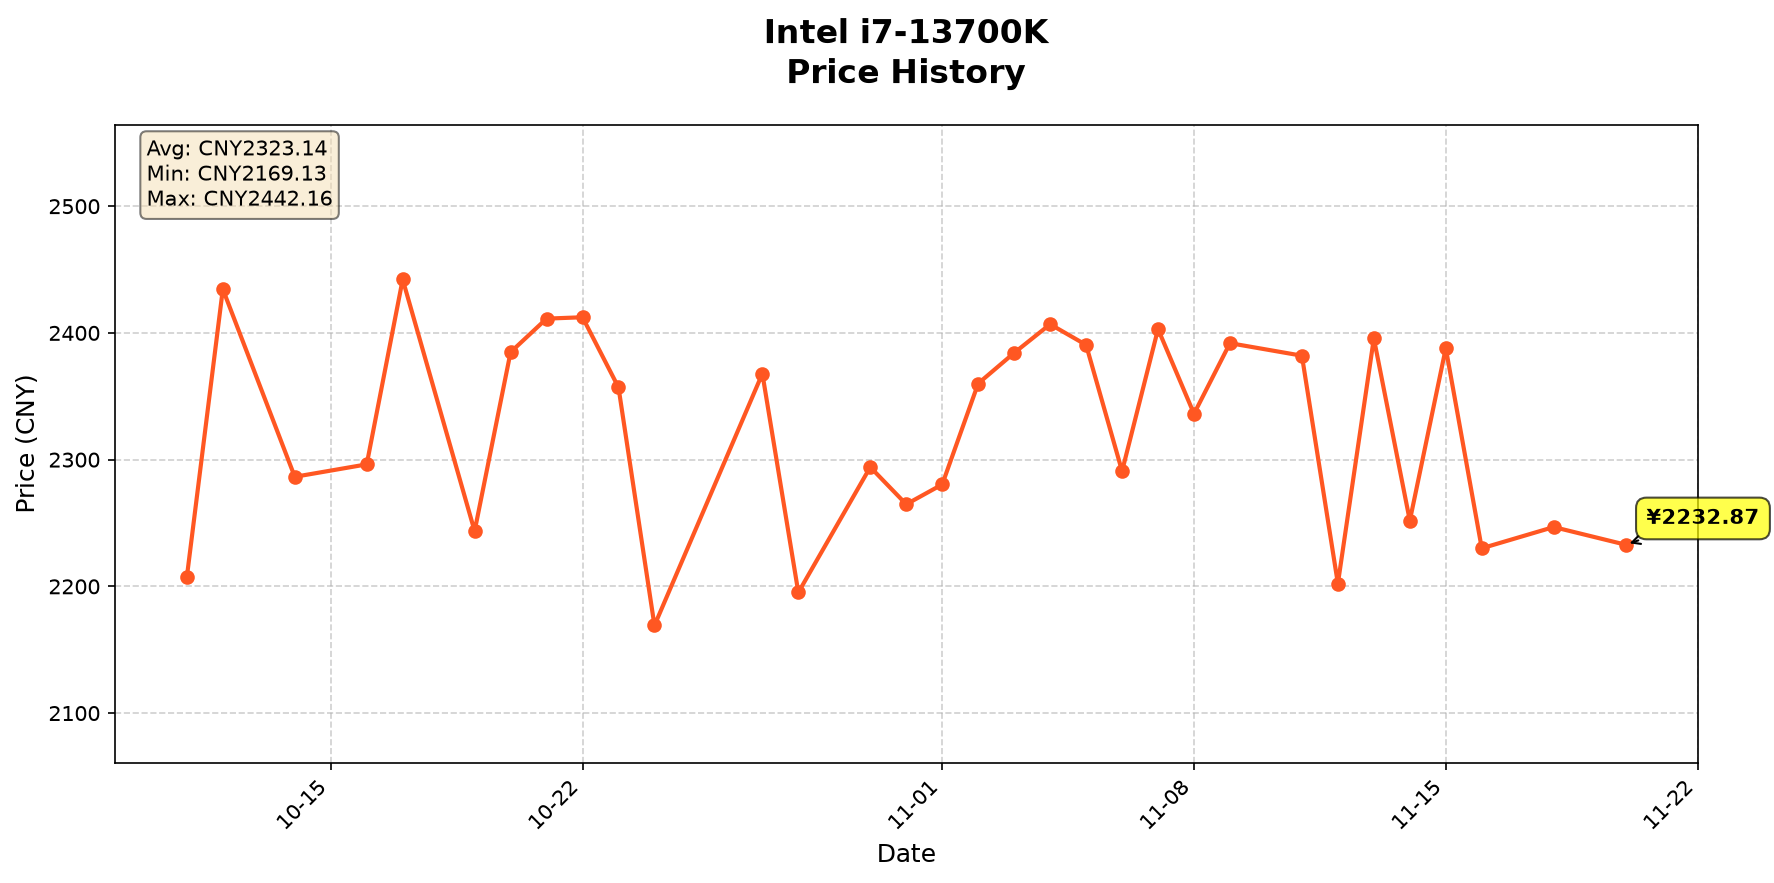 Intel i7-13700K
Price History
Avg: CNY2323.14
Min: CNY2169.13
Max: CNY2442.16
Price (CNY)
2500
2400
2300
2200
2100
¥2232.87
10-15
10-22
11-01
11-08
11-15
11-22
Date